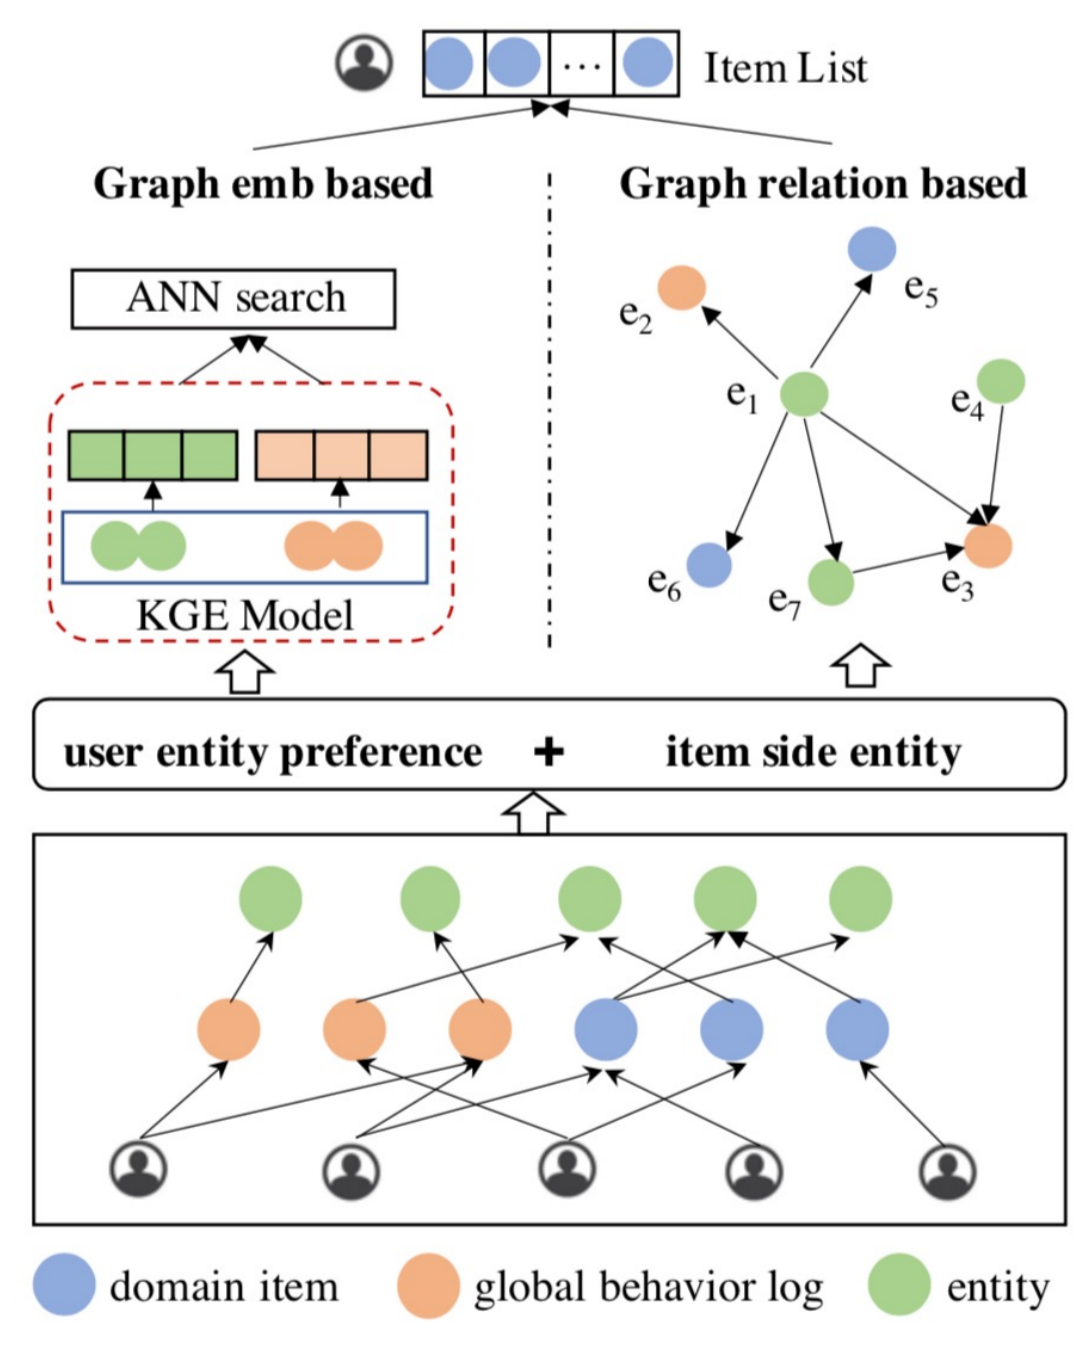 Item List
...
Graph emb based
Graph relation based
ANN search
KGE Model
e5
e2
e1
e4
e6
e7
e3
user entity preference + item side entity
domain item
global behavior log
entity